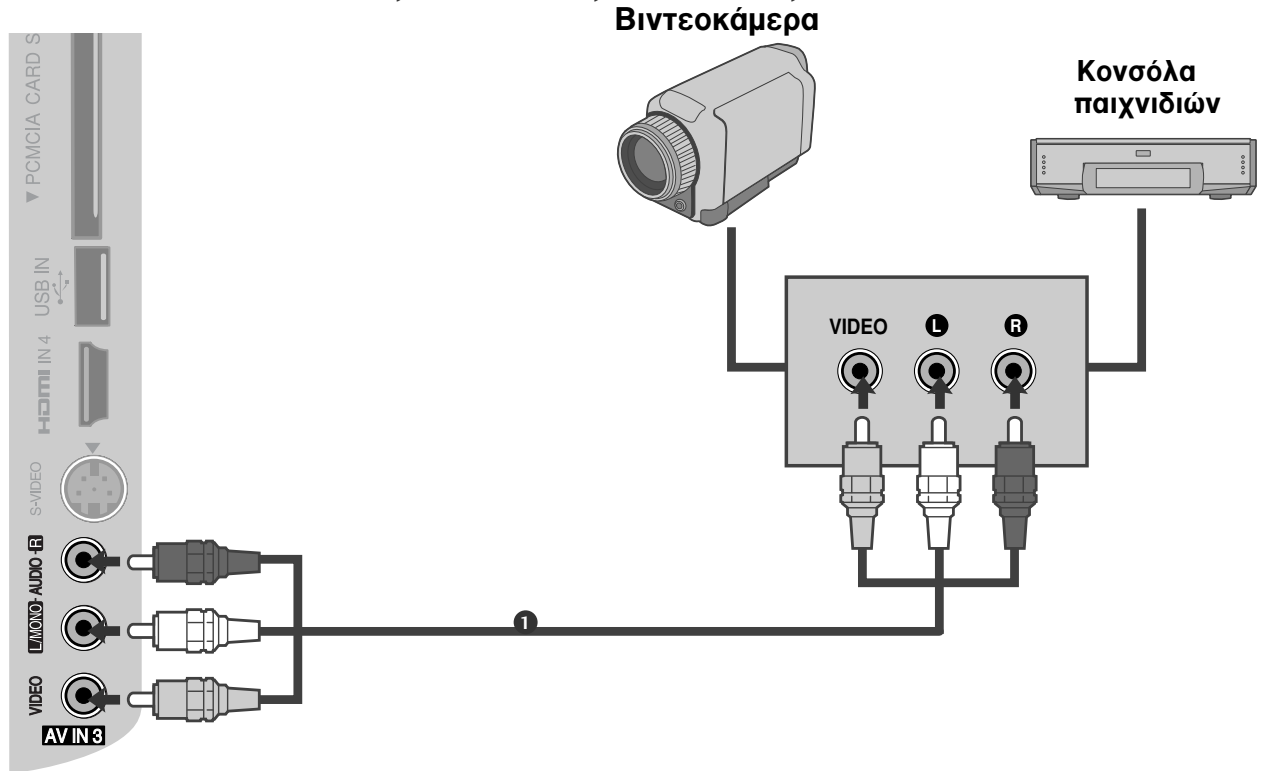 Βιντεοκάμερα
Κονσόλα
παιχνιδιών
▼ PCMCIA CARD S
USB IN
HDMI IN 4
S-VIDEO
L/MONO - AUDIO - R
VIDEO
AV IN 3
VIDEO L R
1